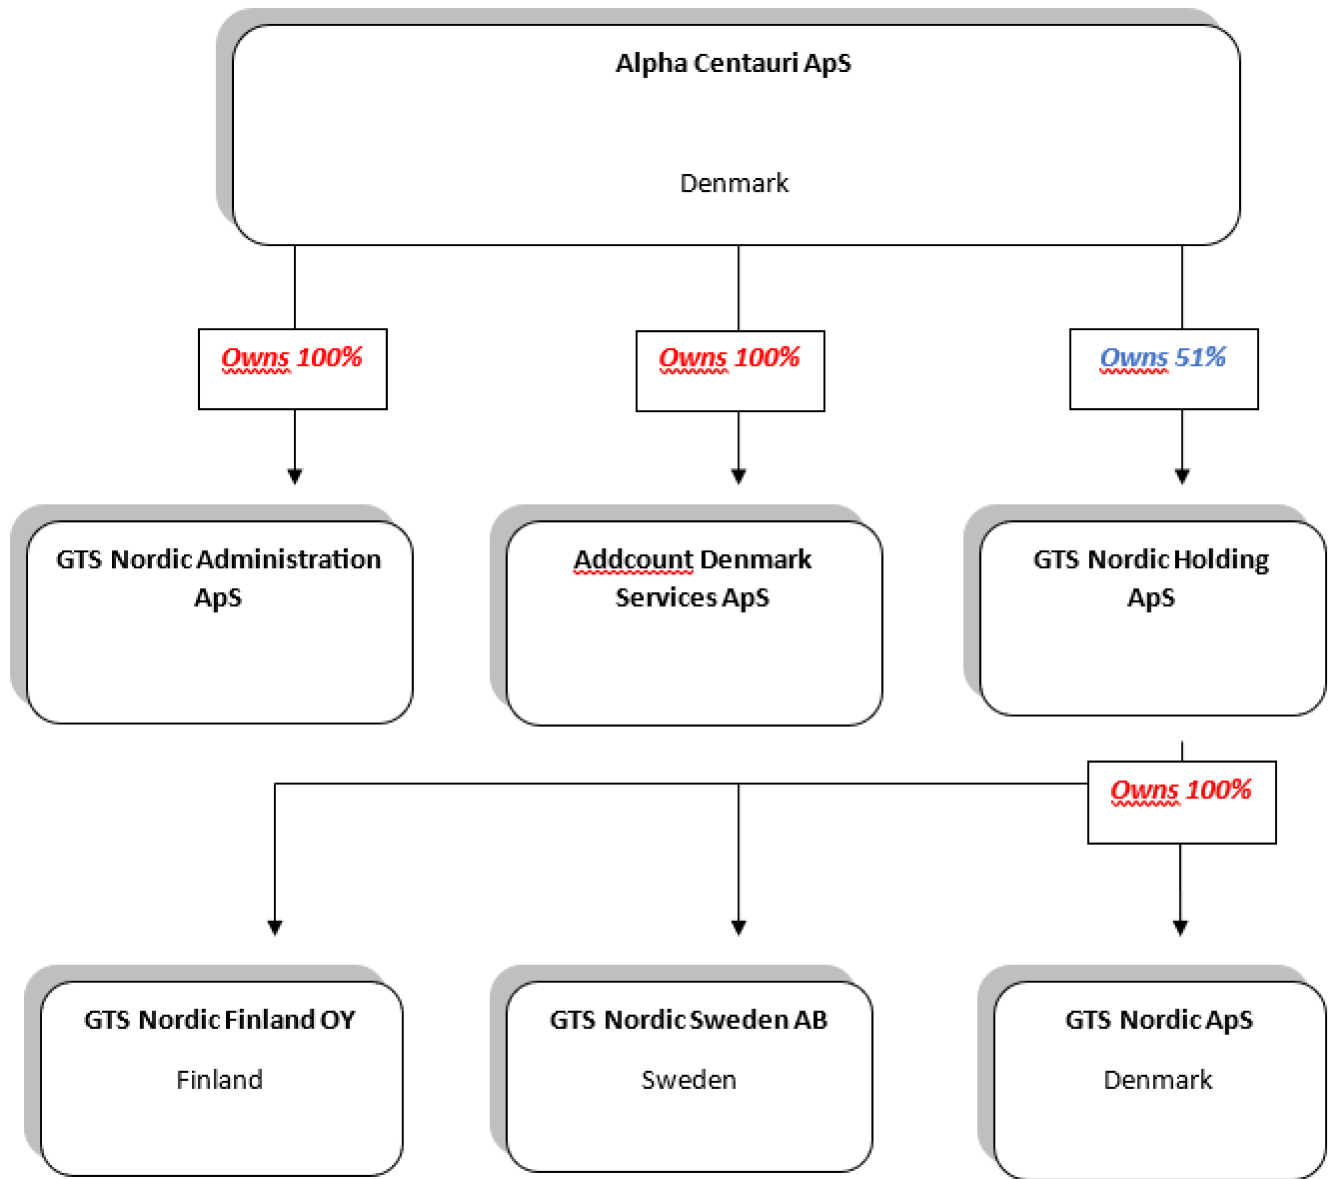 Alpha Centauri ApS
Denmark
Owns 100%
Owns 100%
Owns 51%
GTS Nordic Administration
ApS
Addcount Denmark
Services ApS
GTS Nordic Holding
ApS
Owns 100%
GTS Nordic Finland OY
Finland
GTS Nordic Sweden AB
Sweden
GTS Nordic ApS
Denmark